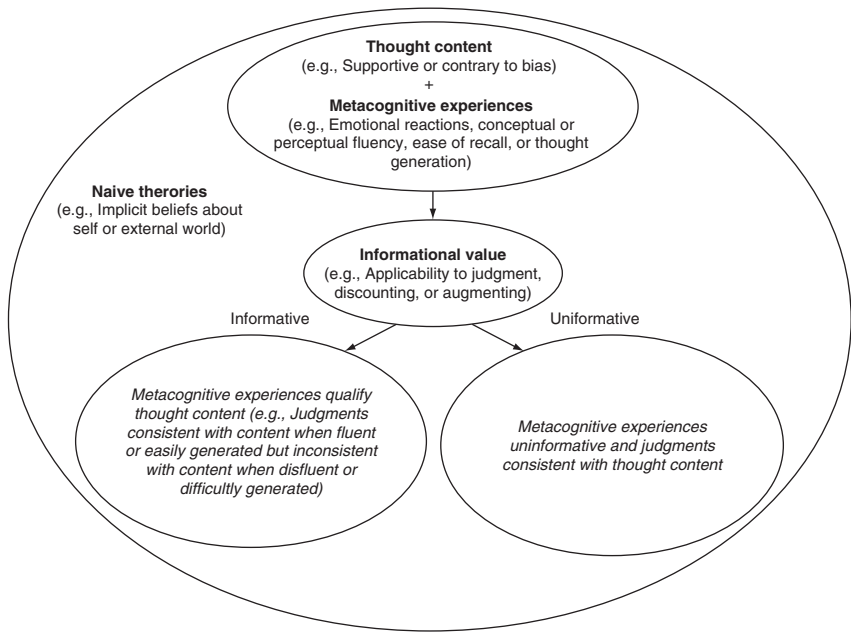 Thought content
(e.g., Supportive or contrary to bias)
+
Metacognitive experiences
(e.g., Emotional reactions, conceptual or
perceptual fluency, ease of recall, or thought
generation)
Naive therories
(e.g., Implicit beliefs about
self or external world)
Informational value
(e.g., Applicability to judgment,
discounting, or augmenting)
Informative
Uniformative
Metacognitive experiences qualify
thought content (e.g., Judgments
consistent with content when fluent
or easily generated but inconsistent
with content when disfluent or
difficultly generated)
Metacognitive experiences
uninformative and judgments
consistent with thought content